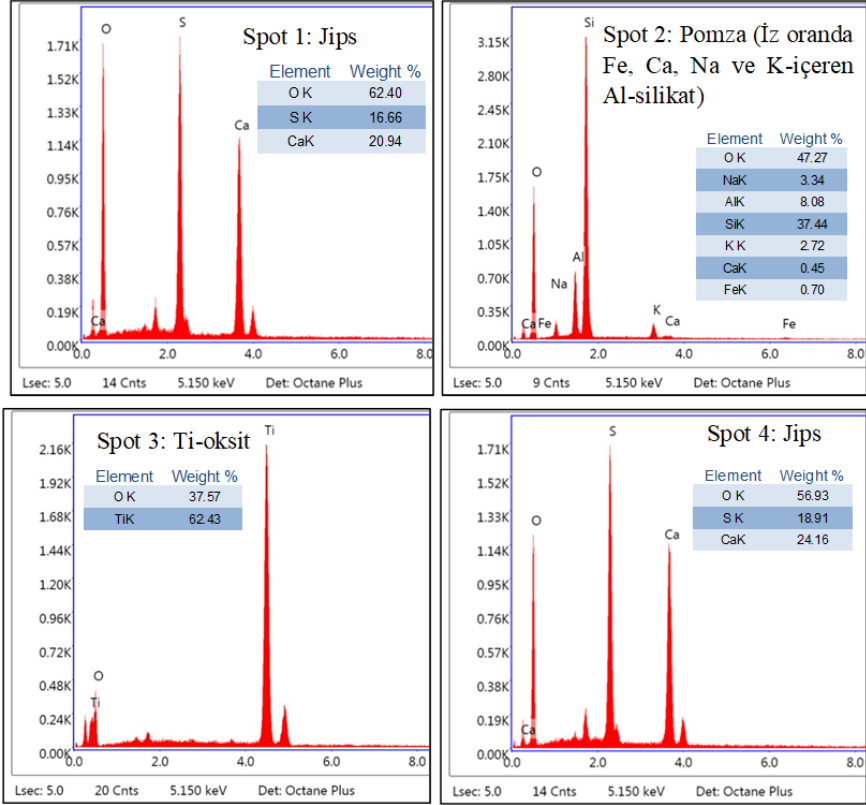 Spot 1: Jips
O
S
Ca
Ca
Element Weight %
O K 62.40
S K 16.66
CaK 20.94
1.71K
1.52K
1.33K
1.14K
0.95K
0.76K
0.57K
0.38K
0.19K
0.00K
0.0 2.0 4.0 6.0 8.0
Lsec: 5.0 14 Cnts 5.150 keV Det: Octane Plus
Spot 2: Pomza (İz oranda
Fe, Ca, Na ve K-içeren
Al-silikat)
Si
O
Al
Na
K
Ca
Fe
Ca Fe
Element Weight %
O K 47.27
NaK 3.34
AlK 8.08
SiK 37.44
K K 2.72
CaK 0.45
FeK 0.70
3.15K
2.80K
2.45K
2.10K
1.75K
1.40K
1.05K
0.70K
0.35K
0.00K
0.0 2.0 4.0 6.0 8.0
Lsec: 5.0 9 Cnts 5.150 keV Det: Octane Plus
Spot 3: Ti-oksit
Ti
O
Ti
Element Weight %
O K 37.57
TiK 62.43
2.16K
1.92K
1.68K
1.44K
1.20K
0.96K
0.72K
0.48K
0.24K
0.00K
0.0 2.0 4.0 6.0 8.0
Lsec: 5.0 20 Cnts 5.150 keV Det: Octane Plus
Spot 4: Jips
S
O
Ca
Ca
Element Weight %
O K 56.93
S K 18.91
CaK 24.16
1.71K
1.52K
1.33K
1.14K
0.95K
0.76K
0.57K
0.38K
0.19K
0.00K
0.0 2.0 4.0 6.0 8.0
Lsec: 5.0 14 Cnts 5.150 keV Det: Octane Plus